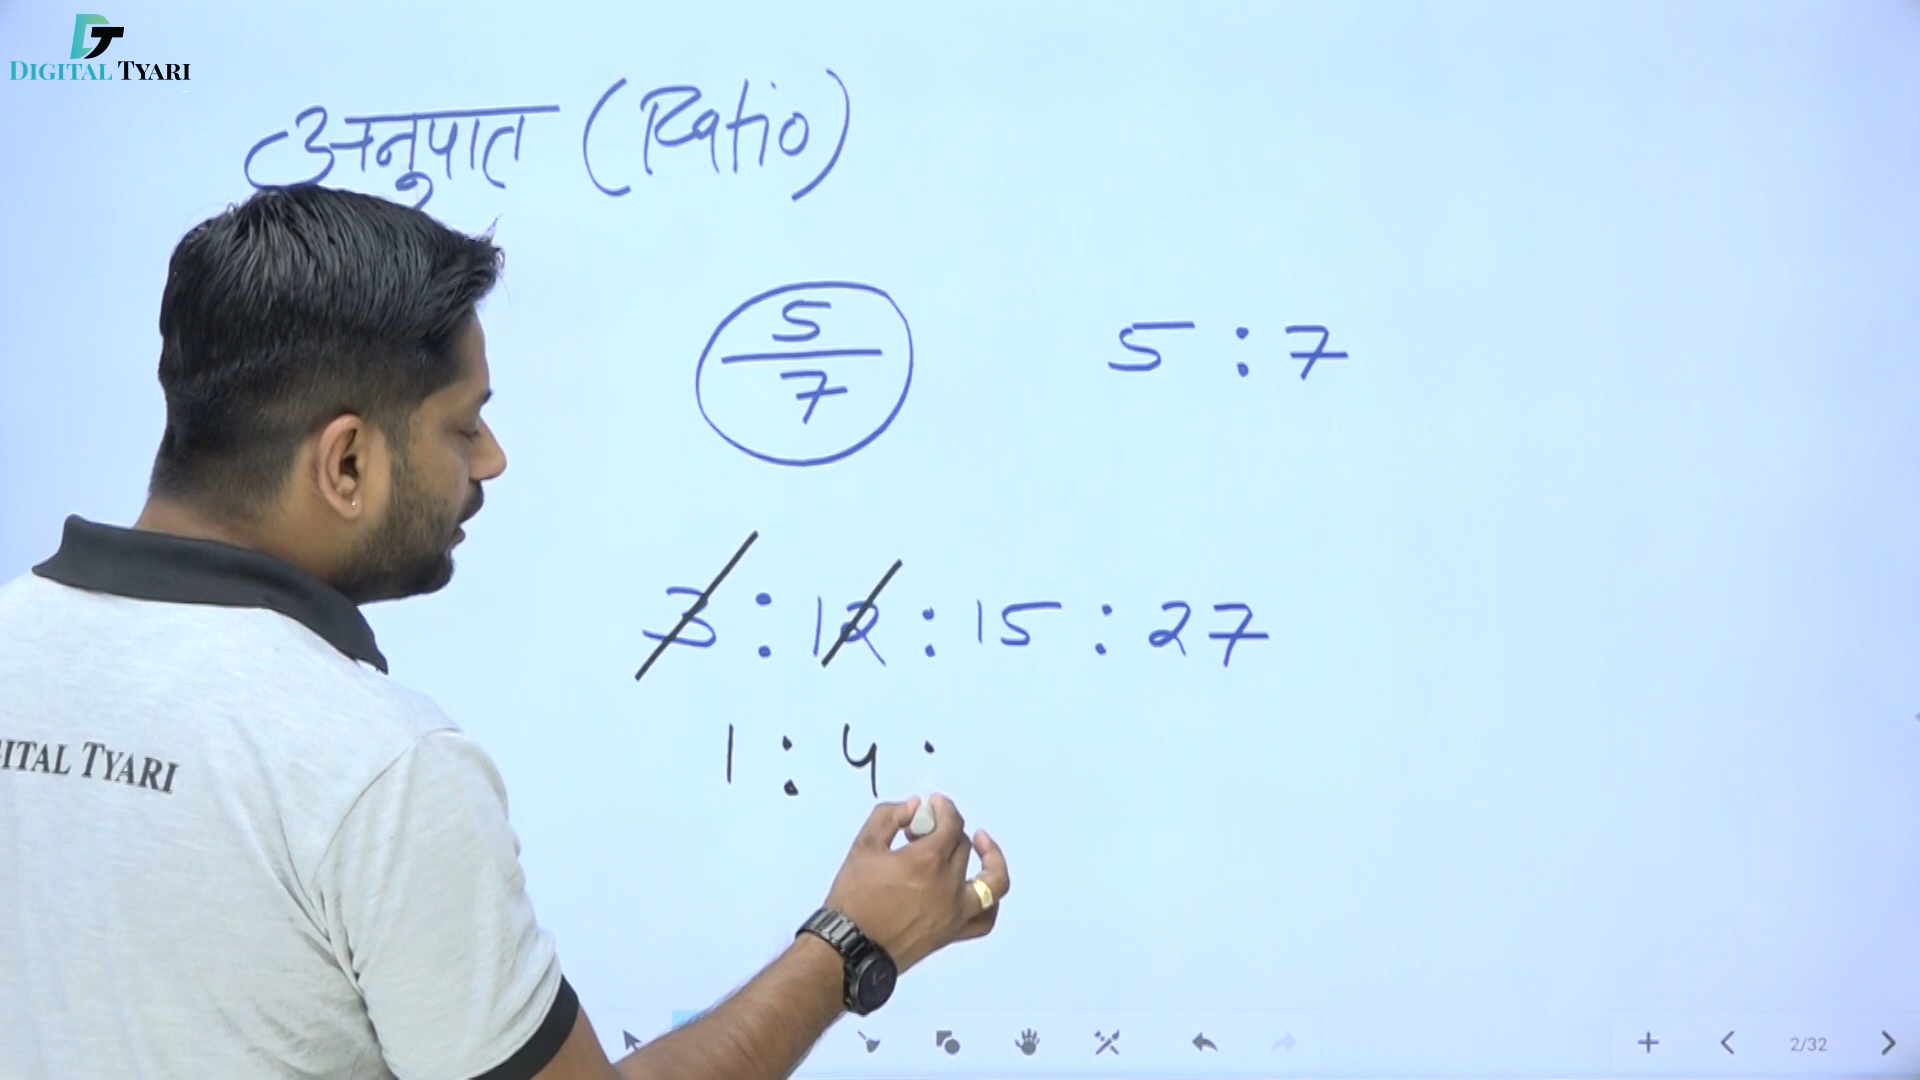 DIGITAL TYARI
अनुपात (Ratio)
5/7
5 : 7
3 : 12 : 15 : 27
1 : 4 :
ITAL TYARI
2/32